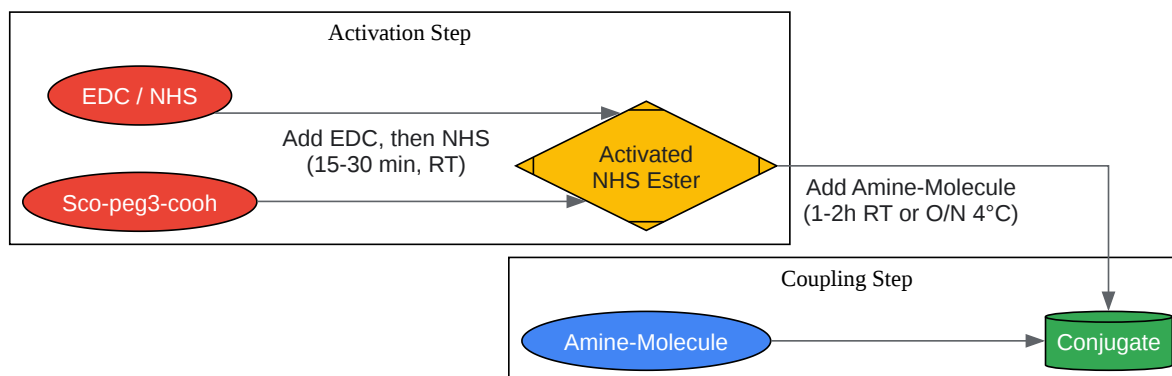 Activation Step
EDC / NHS
Add EDC, then NHS
(15-30 min, RT)
Activated
NHS Ester
Sco-peg3-cooh
Add Amine-Molecule
(1-2h RT or O/N 4°C)
Coupling Step
Amine-Molecule
Conjugate